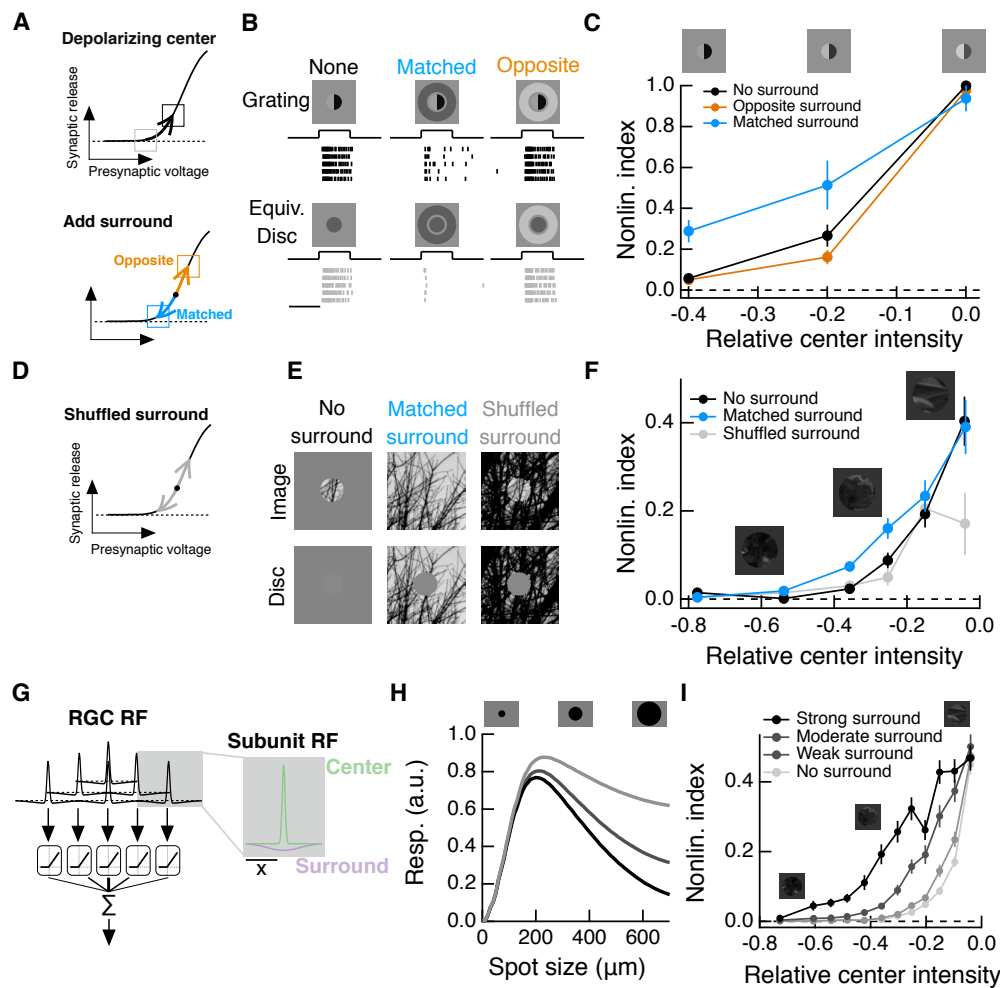 A
Depolarizing center
Synaptic release
Presynaptic voltage
Add surround
Opposite
Matched
B
None
Matched
Opposite
Grating
Equiv.
Disc
C
No surround
Opposite surround
Matched surround
Nonlin. index
1.0
0.8
0.6
0.4
0.2
0.0
-0.4
-0.3
-0.2
-0.1
0.0
Relative center intensity
D
Shuffled surround
Synaptic release
Presynaptic voltage
E
No
surround
Matched
surround
Shuffled
surround
Image
Disc
F
No surround
Matched surround
Shuffled surround
Nonlin. index
0.4
0.2
0.0
-0.8
-0.6
-0.4
-0.2
0.0
Relative center intensity
G
RGC RF
Subunit RF
Center
Surround
X
Σ
H
Resp. (a.u.)
1.0
0.8
0.6
0.4
0.2
0.0
0
200
400
600
Spot size (μm)
I
Strong surround
Moderate surround
Weak surround
No surround
Nonlin. index
0.4
0.2
0.0
-0.8
-0.6
-0.4
-0.2
0.0
Relative center intensity